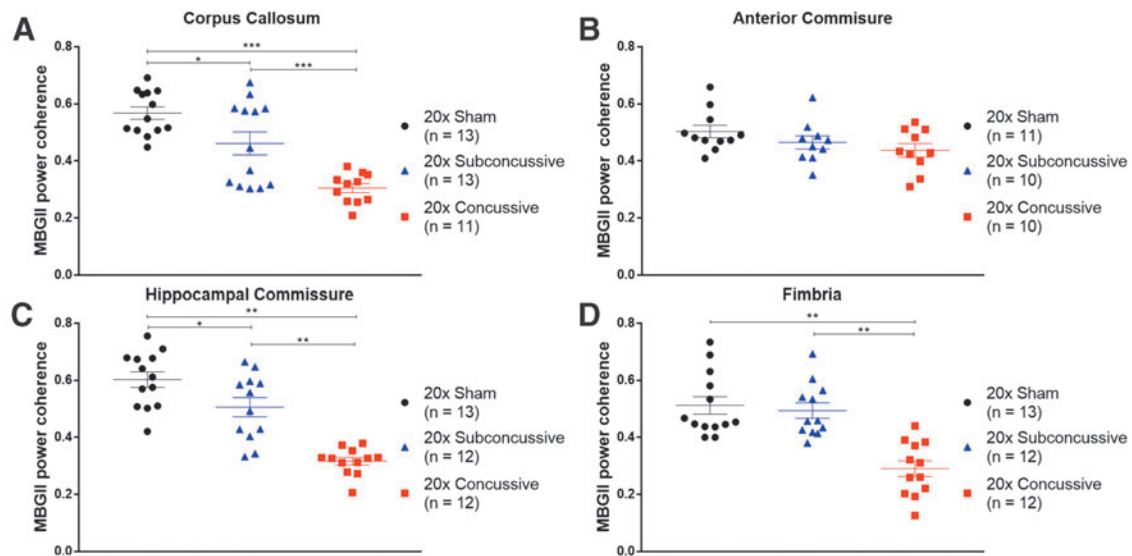 A
Corpus Callosum
MBGII power coherence
0.8
0.6
0.4
0.2
0.0
***
*
***
20x Sham
(n = 13)
20x Subconcussive
(n = 13)
20x Concussive
(n = 11)
B
Anterior Commisure
MBGII power coherence
0.8
0.6
0.4
0.2
0.0
20x Sham
(n = 11)
20x Subconcussive
(n = 10)
20x Concussive
(n = 10)
C
Hippocampal Commissure
MBGII power coherence
0.8
0.6
0.4
0.2
0.0
**
*
**
20x Sham
(n = 13)
20x Subconcussive
(n = 12)
20x Concussive
(n = 12)
D
Fimbria
MBGII power coherence
0.8
0.6
0.4
0.2
0.0
**
**
20x Sham
(n = 13)
20x Subconcussive
(n = 12)
20x Concussive
(n = 12)